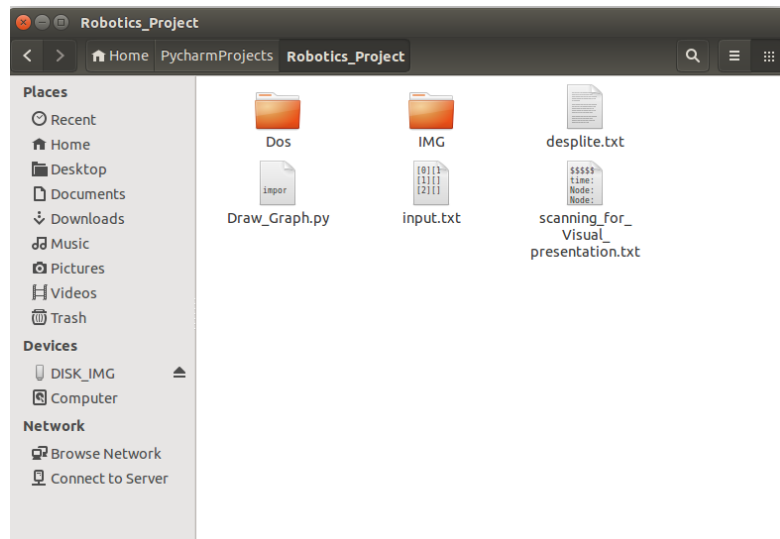 Robotics_Project
Home PycharmProjects Robotics_Project
Places
Recent
Home
Desktop
Documents
Downloads
Music
Pictures
Videos
Trash
Devices
DISK_IMG
Computer
Network
Browse Network
Connect to Server
Dos IMG desplite.txt
impor
[0][1
[1][]
[2][]
$$$$$
time:
Node:
Node:
Draw_Graph.py input.txt scanning_for_
Visual_
presentation.txt